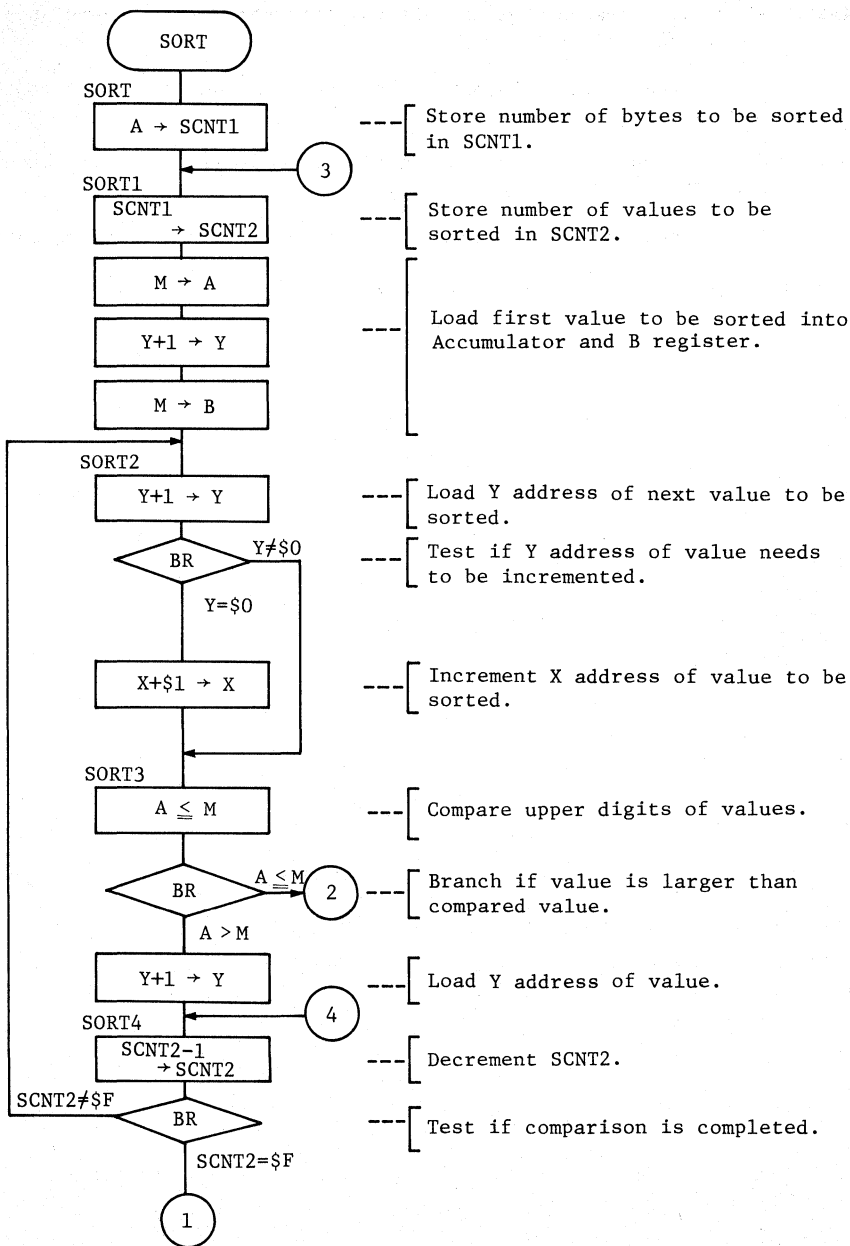 SORT
SORT
A → SCNT1
--- Store number of bytes to be sorted
in SCNT1.
3
SORT1
SCNT1
→ SCNT2
--- Store number of values to be
sorted in SCNT2.
M → A
Y+1 → Y
--- Load first value to be sorted into
Accumulator and B register.
M → B
SORT2
Y+1 → Y
--- Load Y address of next value to be
sorted.
BR
Y≠$0
--- Test if Y address of value needs
to be incremented.
Y=$0
X+$1 → X
--- Increment X address of value to be
sorted.
SORT3
A ≦ M
--- Compare upper digits of values.
BR
A ≦ M
2
--- Branch if value is larger than
compared value.
A > M
Y+1 → Y
--- Load Y address of value.
4
SORT4
SCNT2-1
→ SCNT2
--- Decrement SCNT2.
SCNT2≠$F
BR
--- Test if comparison is completed.
SCNT2=$F
1